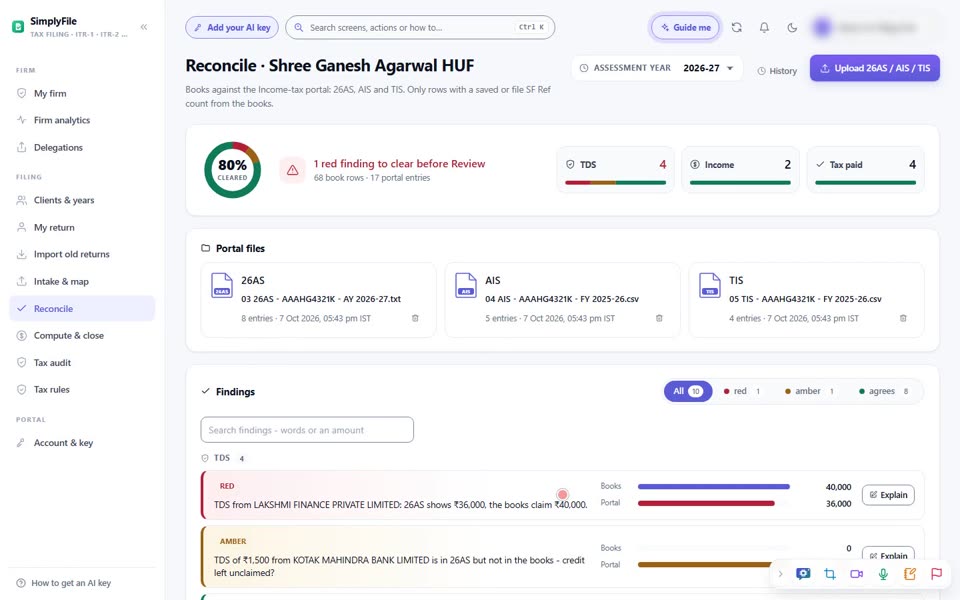 SimplyFile
TAX FILING · ITR-1 · ITR-2 ...
Add your AI key
Search screens, actions or how to...
Ctrl K
Guide me
FIRM
My firm
Firm analytics
Delegations
FILING
Clients & years
My return
Import old returns
Intake & map
Reconcile
Compute & close
Tax audit
Tax rules
PORTAL
Account & key
How to get an AI key
Reconcile · Shree Ganesh Agarwal HUF
ASSESSMENT YEAR 2026-27
History
Upload 26AS / AIS / TIS
Books against the Income-tax portal: 26AS, AIS and TIS. Only rows with a saved or file SF Ref
count from the books.
80%
CLEARED
1 red finding to clear before Review
68 book rows · 17 portal entries
TDS 4
Income 2
Tax paid 4
Portal files
26AS
26AS
03 26AS - AAAHG4321K - AY 2026-27.txt
8 entries · 7 Oct 2026, 05:43 pm IST
AIS
AIS
04 AIS - AAAHG4321K - FY 2025-26.csv
5 entries · 7 Oct 2026, 05:43 pm IST
TIS
TIS
05 TIS - AAAHG4321K - FY 2025-26.csv
4 entries · 7 Oct 2026, 05:43 pm IST
Findings
All 10
red 1
amber 1
agrees 8
Search findings - words or an amount
TDS 4
RED
TDS from LAKSHMI FINANCE PRIVATE LIMITED: 26AS shows ₹36,000, the books claim ₹40,000.
Books 40,000
Portal 36,000
Explain
AMBER
TDS of ₹1,500 from KOTAK MAHINDRA BANK LIMITED is in 26AS but not in the books - credit
left unclaimed?
Books 0
Portal
Explain